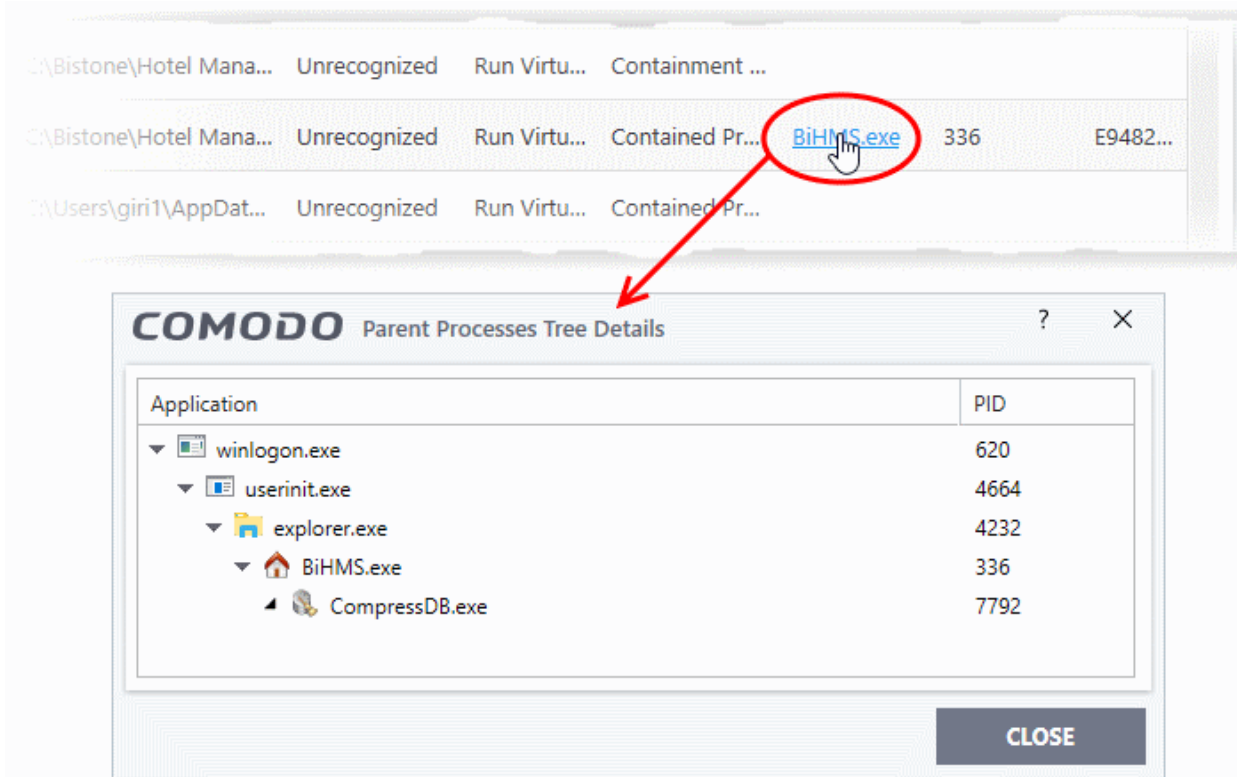 C:\Bistone\Hotel Mana... Unrecognized Run Virtu... Containment ...
C:\Bistone\Hotel Mana... Unrecognized Run Virtu... Contained Pr... BiHMS.exe 336 E9482...
C:\Users\giri1\AppDat... Unrecognized Run Virtu... Contained Pr...
COMODO Parent Processes Tree Details ?
Application PID
winlogon.exe 620
userinit.exe 4664
explorer.exe 4232
BiHMS.exe 336
CompressDB.exe 7792
CLOSE